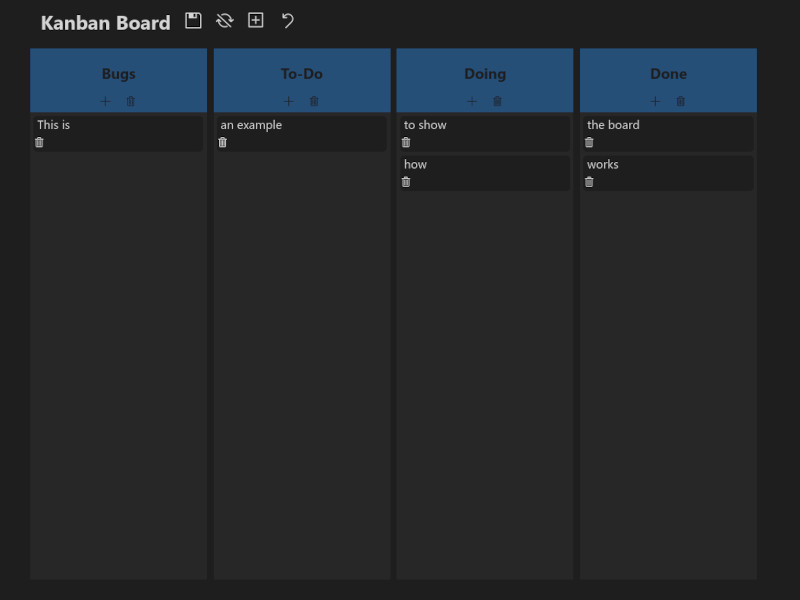 Kanban Board
Bugs
This is
To-Do
an example
Doing
to show
how
Done
the board
works